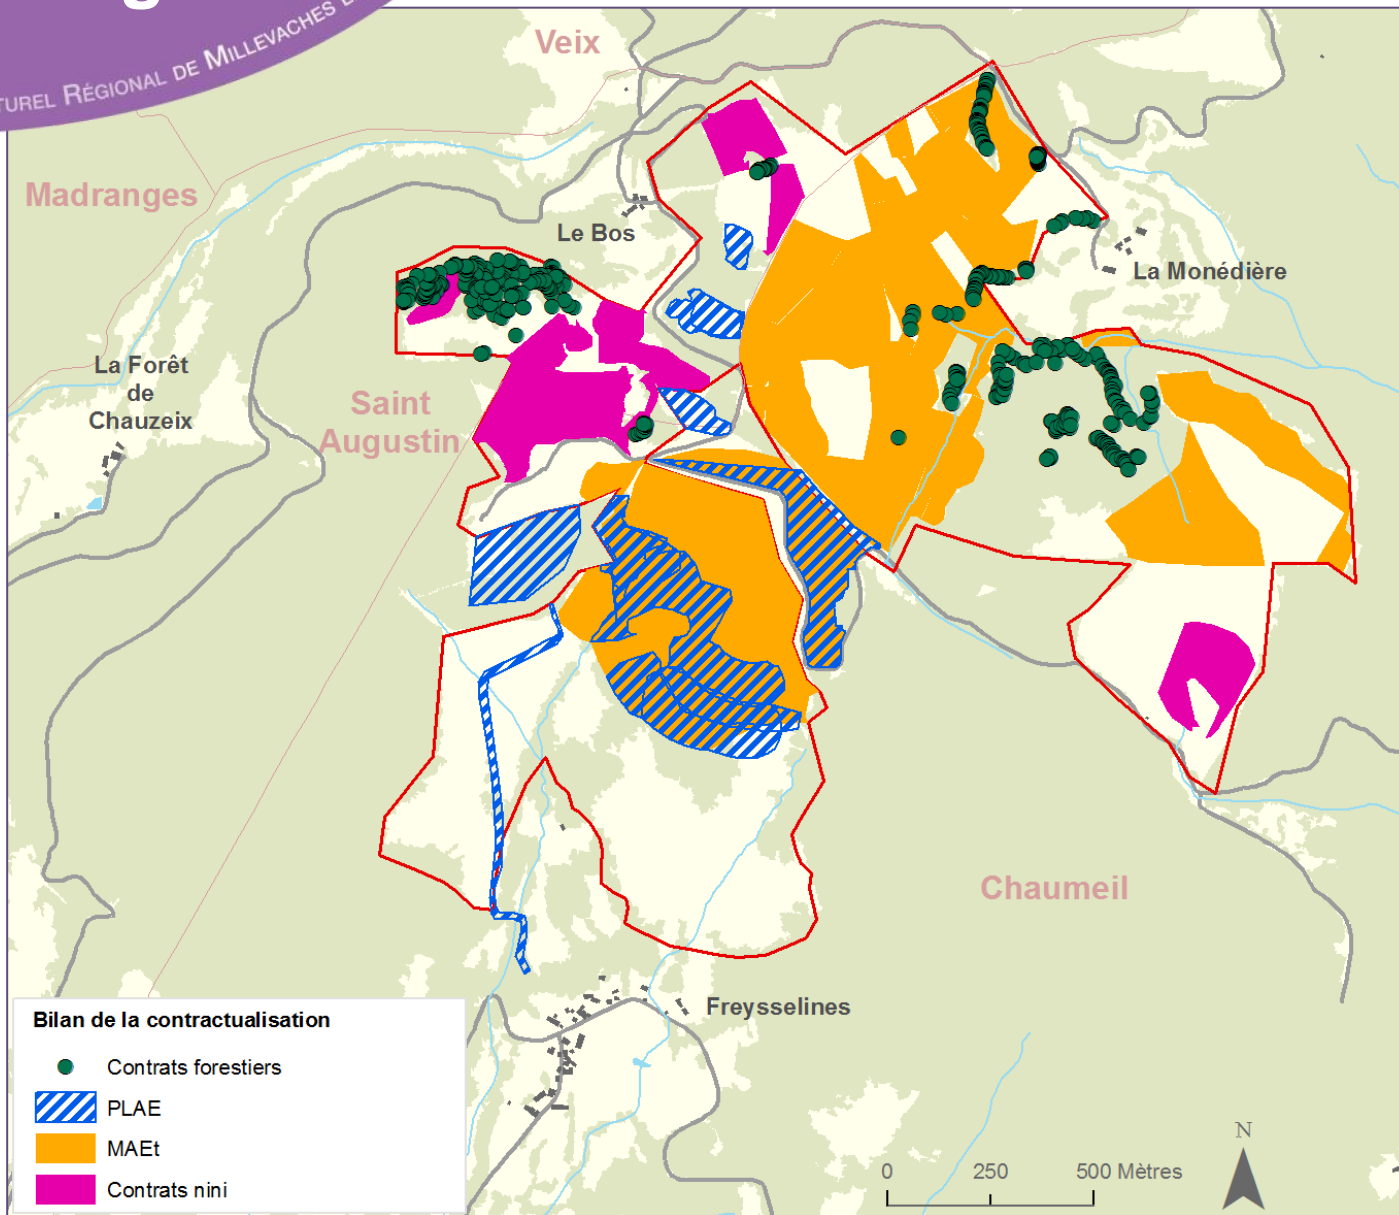 TUREL RÉGIONAL DE MILLEVACHES
Veix
Madranges
Le Bos
La Monédière
La Forêt
de
Chauzeix
Saint
Augustin
Chaumeil
Freysselines
Bilan de la contractualisation
Contrats forestiers
PLAE
MAEt
Contrats nini
0 250 500 Mètres
N